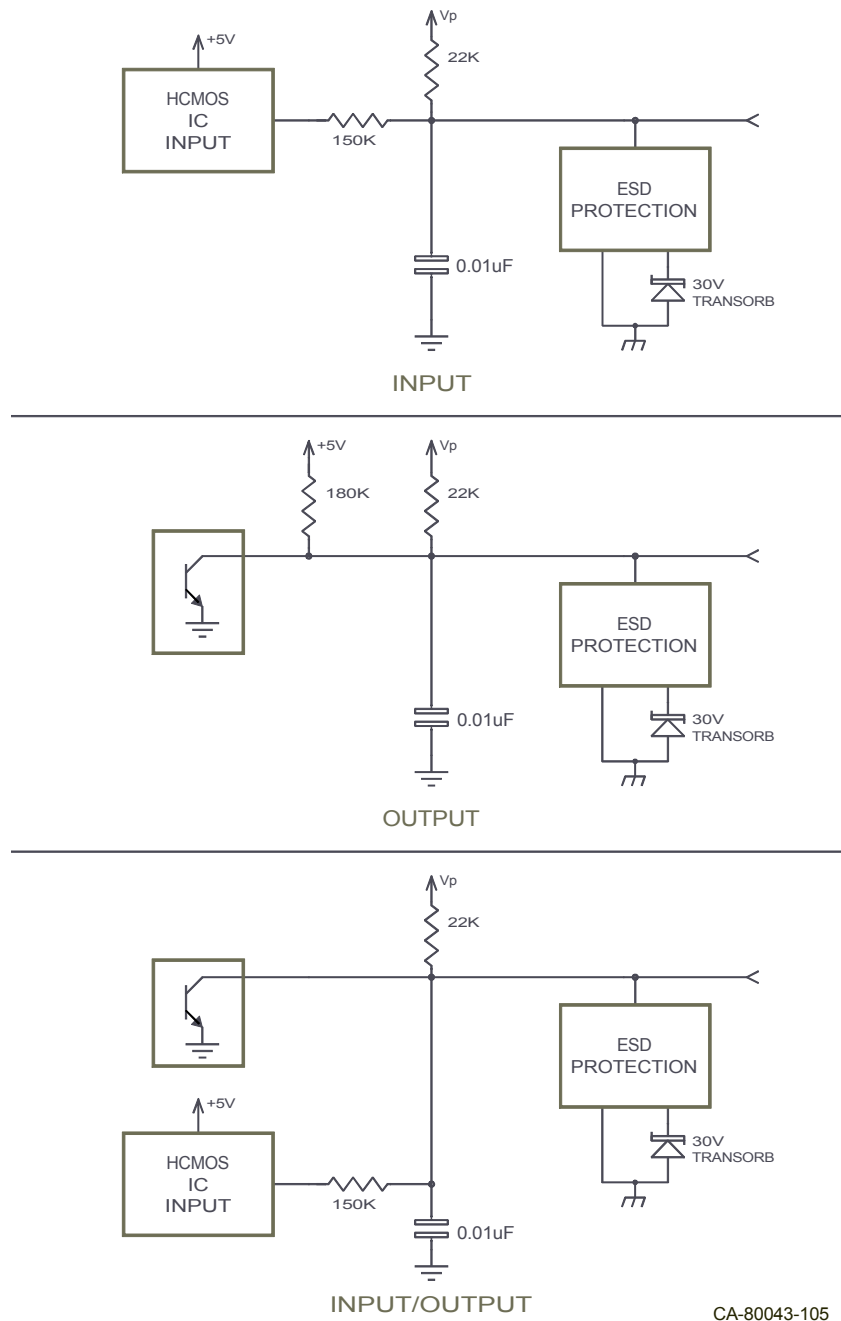 Vp
+5V
22K
HCMOS
IC
INPUT
150K
ESD
PROTECTION
0.01uF
30V
TRANSORB
INPUT
+5V
Vp
180K
22K
ESD
PROTECTION
0.01uF
30V
TRANSORB
OUTPUT
Vp
22K
ESD
PROTECTION
+5V
30V
TRANSORB
HCMOS
IC
INPUT
150K
0.01uF
INPUT/OUTPUT
CA-80043-105